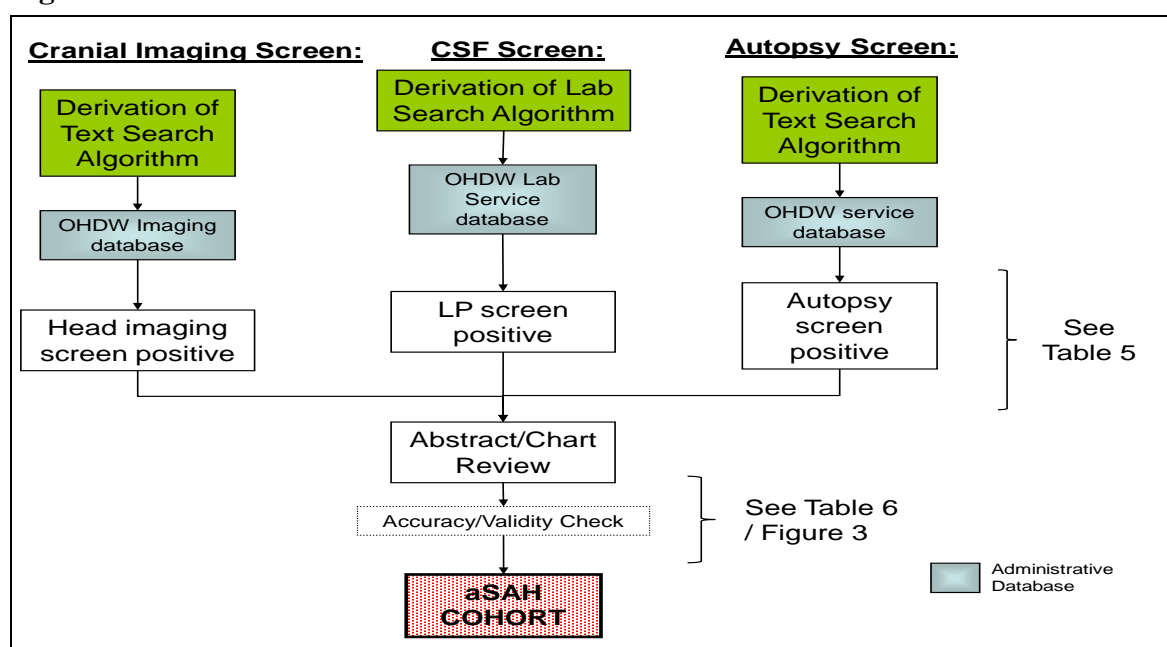 Cranial Imaging Screen:
Derivation of
Text Search
Algorithm
OHDW Imaging
database
Head imaging
screen positive
CSF Screen:
Derivation of Lab
Search Algorithm
OHDW Lab
Service
database
LP screen
positive
Autopsy Screen:
Derivation of
Text Search
Algorithm
OHDW service
database
Autopsy
screen
positive
See
Table 5
Abstract/Chart
Review
Accuracy/Validity Check
See Table 6
/ Figure 3
aSAH
COHORT
Administrative
Database